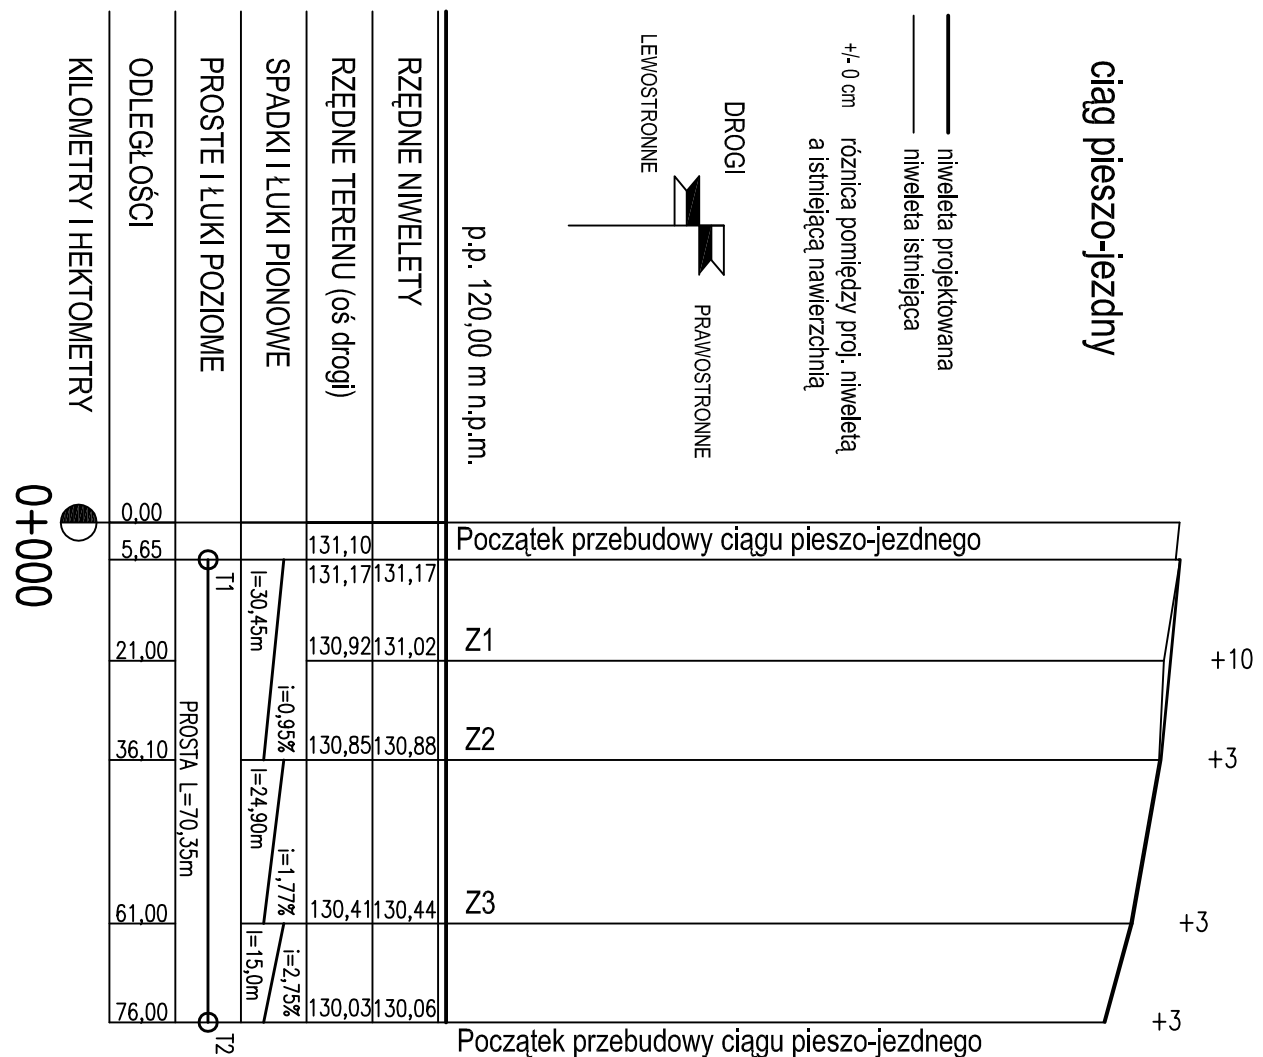 ciąg pieszo-jezdny
niweleta projektowana
niweleta istniejąca
+/- 0 cm różnica pomiędzy proj. niweletą
a istniejącą nawierzchnią
DROGI
LEWOSTRONNE
PRAWOSTRONNE
p.p. 120,00 m n.p.m.
RZĘDNE NIWELETY
RZĘDNE TERENU (oś drogi)
SPADKI I ŁUKI PIONOWE
PROSTE I ŁUKI POZIOME
ODLEGŁOŚCI
KILOMETRY I HEKTOMETRY
0+000
Początek przebudowy ciągu pieszo-jezdnego
Z1
Z2
Z3
Początek przebudowy ciągu pieszo-jezdnego
+10
+3
+3
+3
131,17
131,02
130,88
130,44
130,06
131,10
131,17
130,92
130,85
130,41
130,03
l=30,45m
i=0,95%
l=24,90m
i=1,77%
l=15,0m
i=2,75%
T1
PROSTA L=70,35m
T2
0,00
5,65
21,00
36,10
61,00
76,00